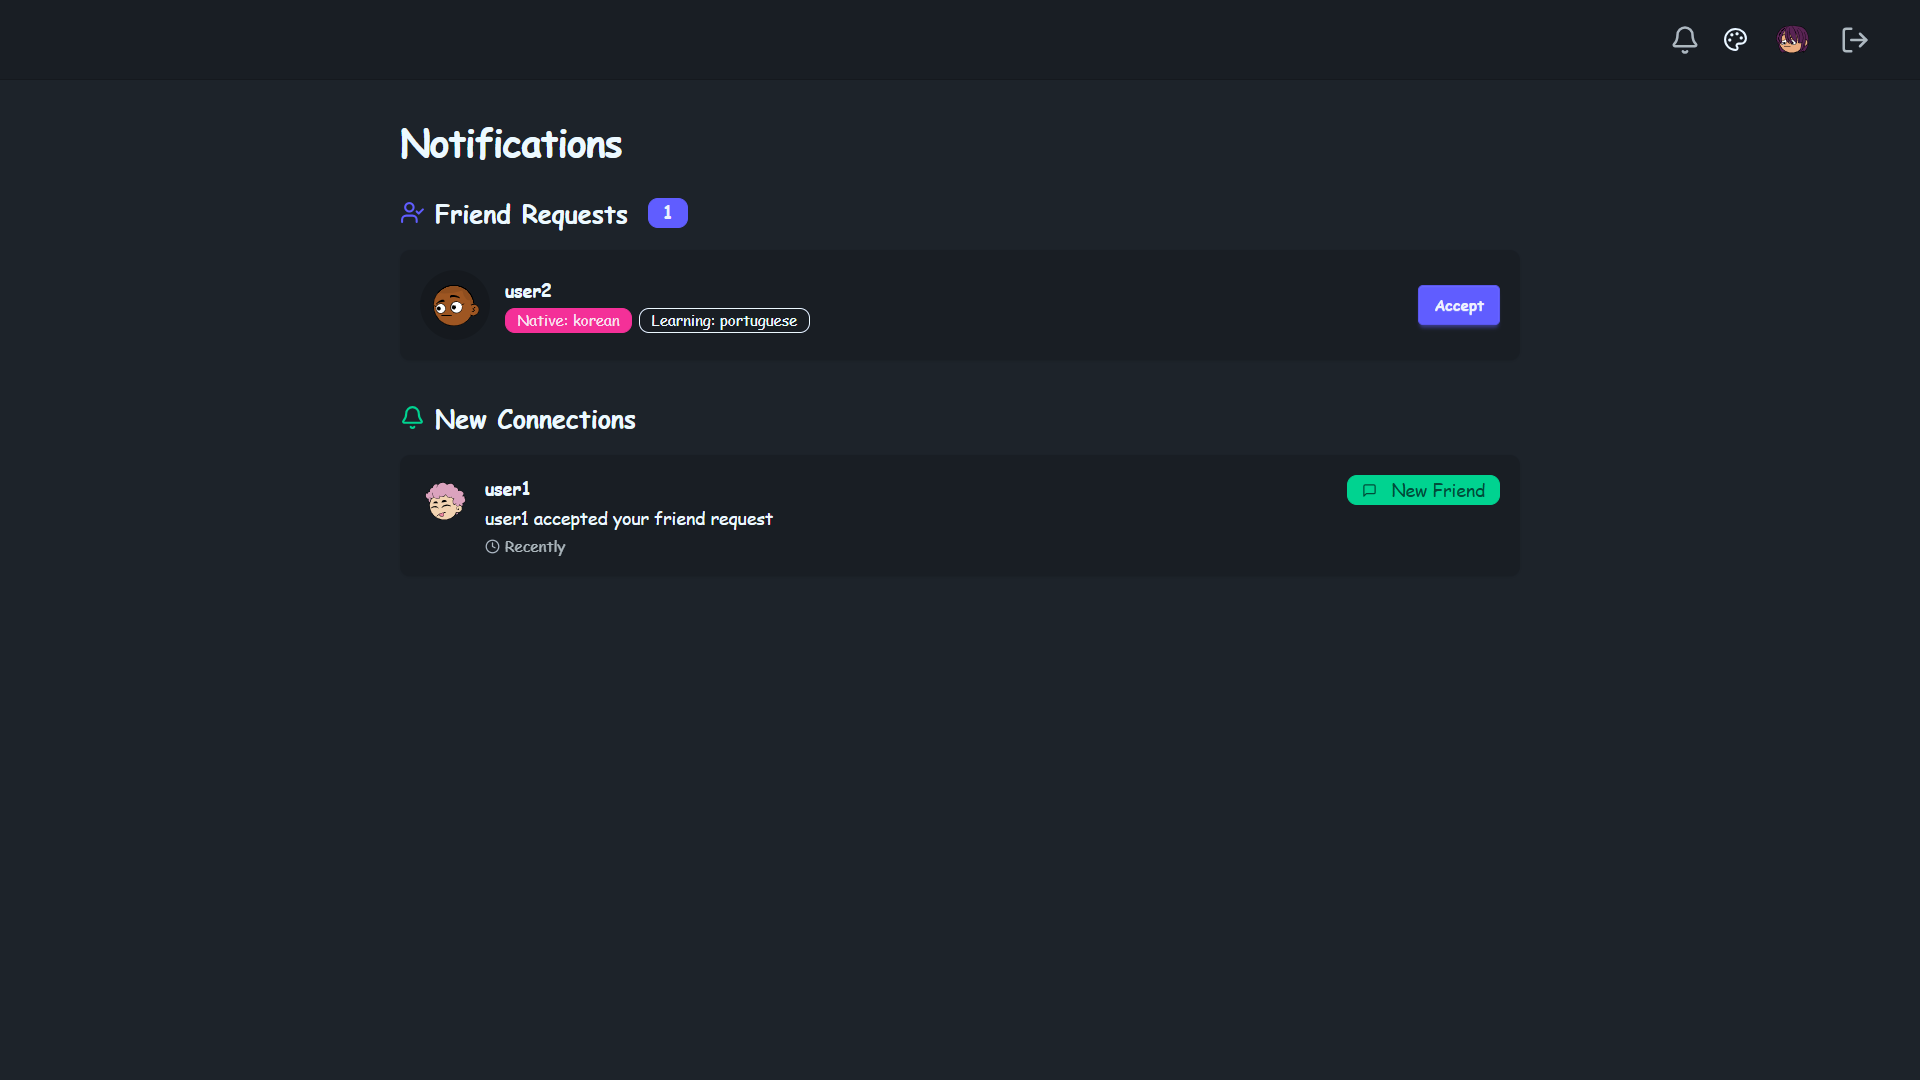 Notifications
Friend Requests 1
user2
Native: korean Learning: portuguese
Accept
New Connections
user1
user1 accepted your friend request
Recently
New Friend